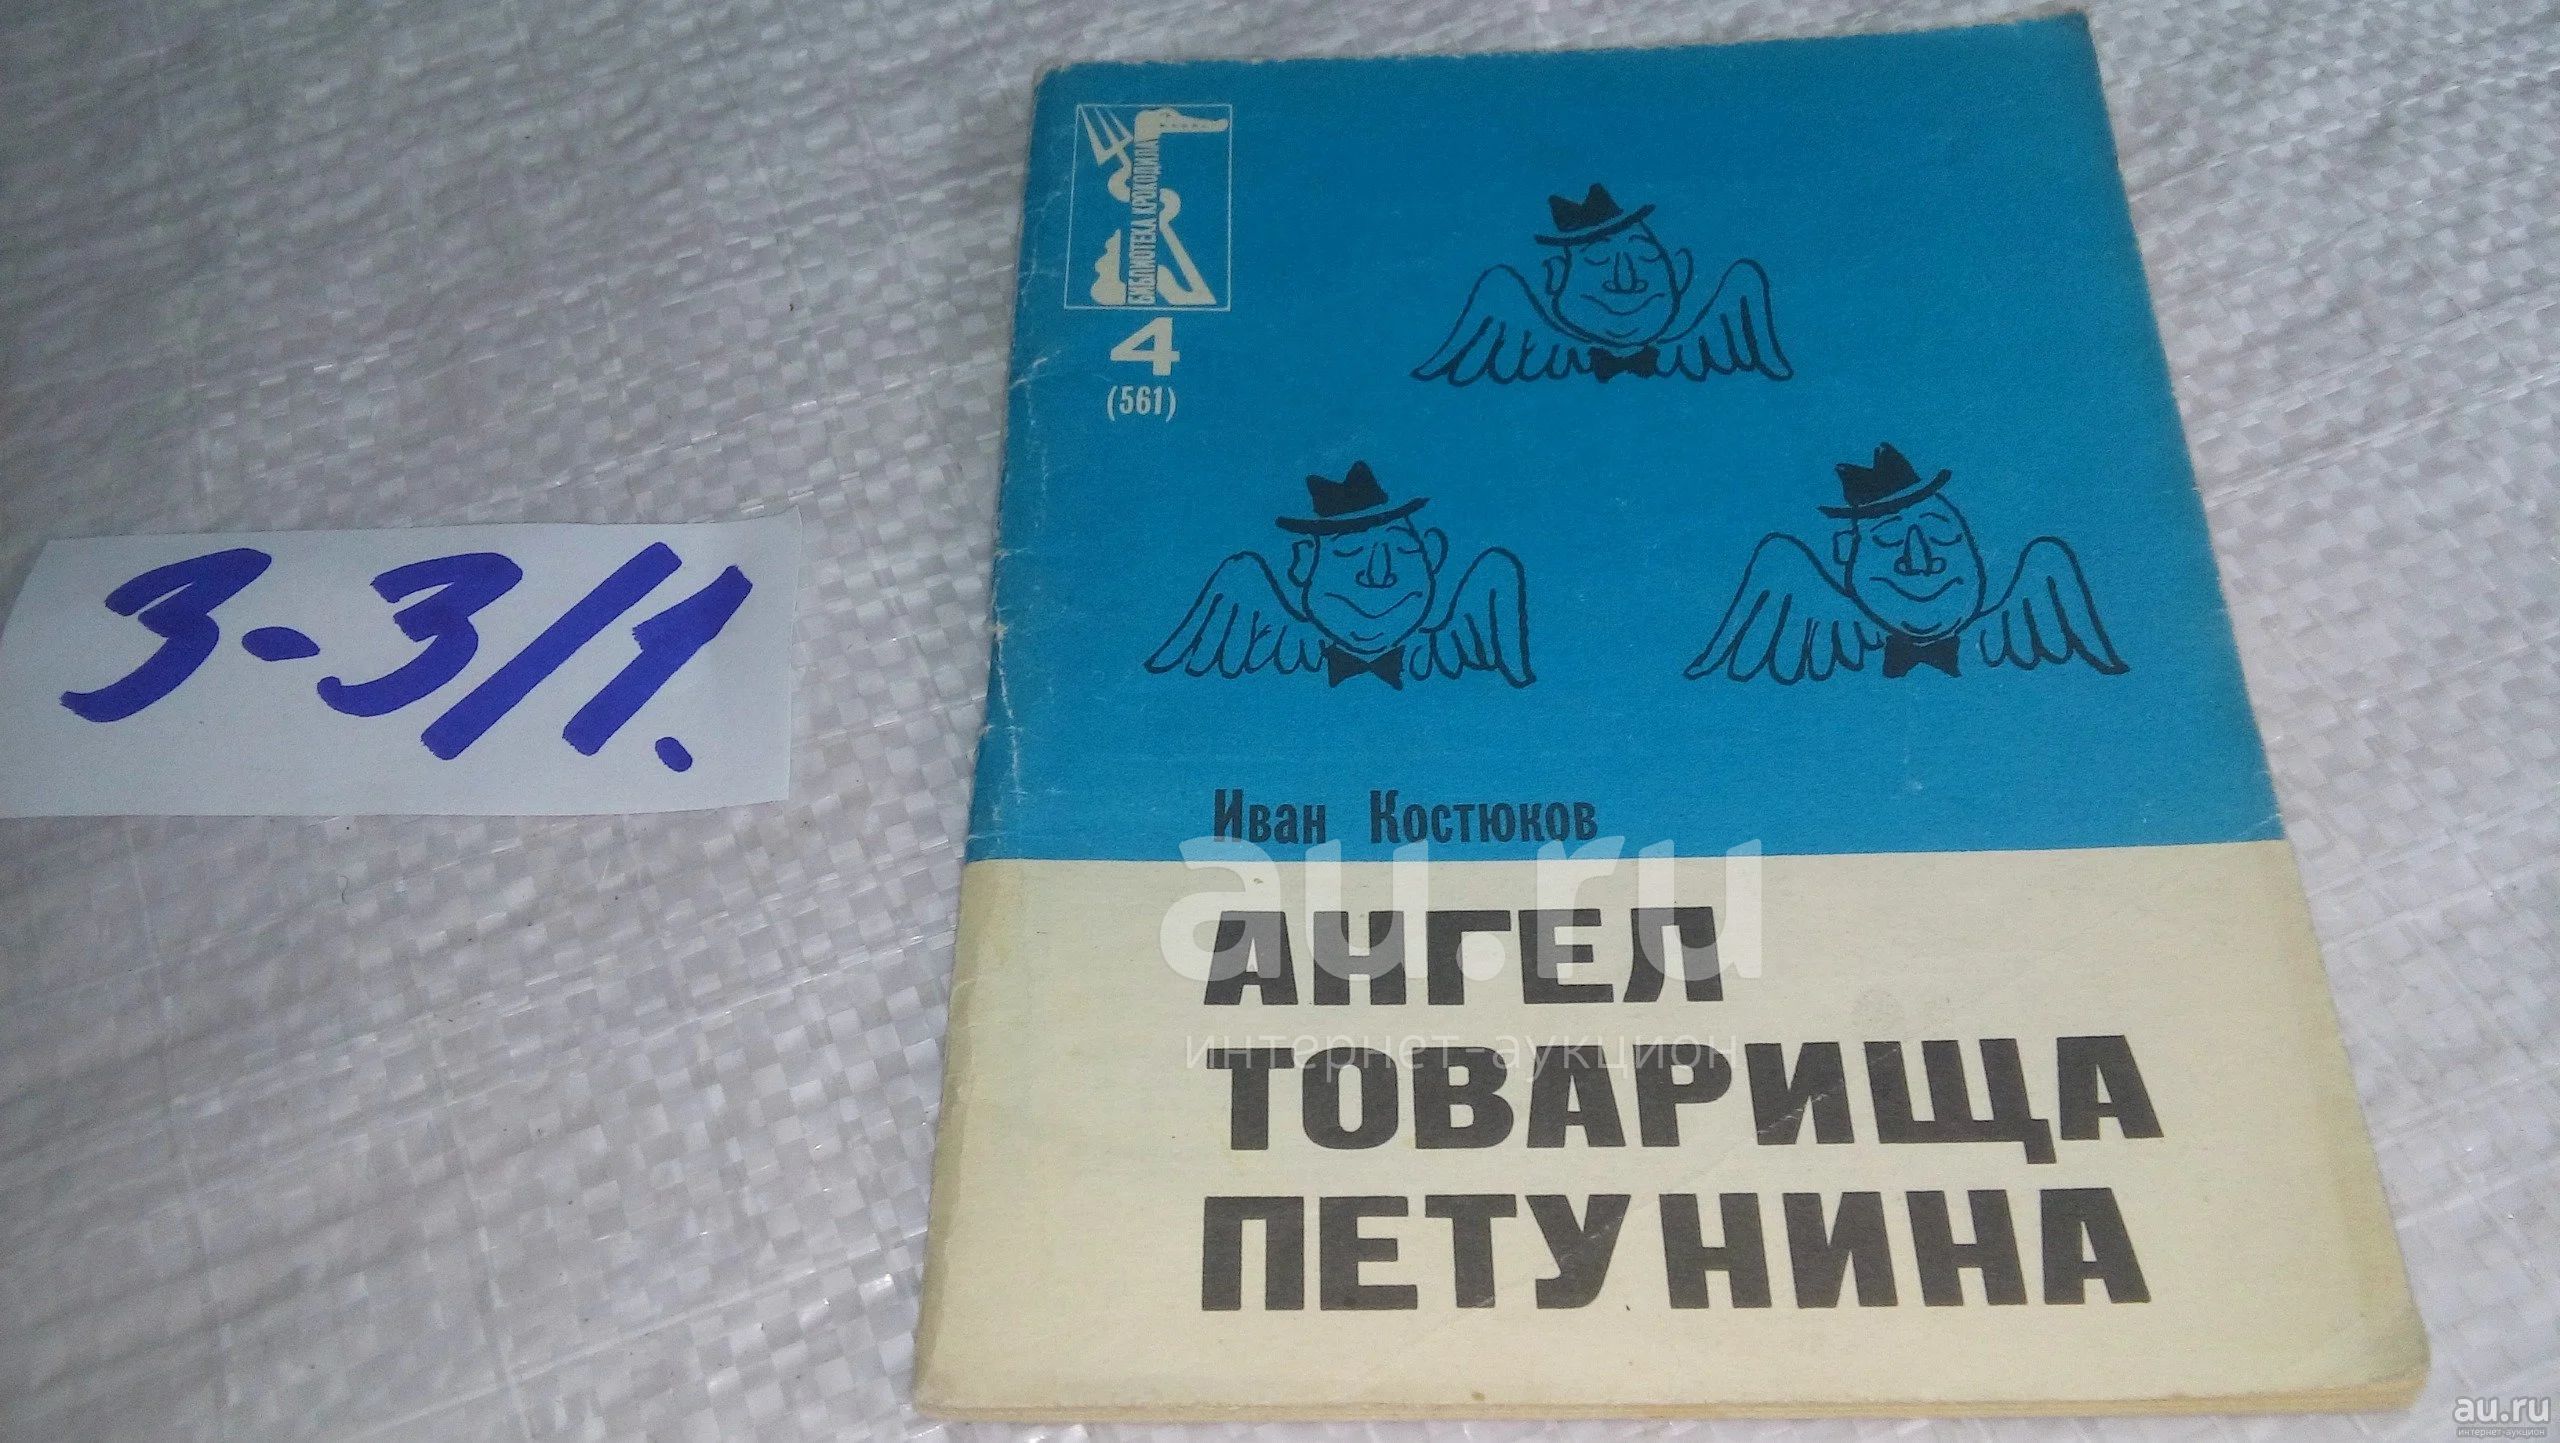 З-3/1.
БИБЛИОТЕКА КРОКОДИЛА
4
(561)
Иван Костюков
АНГЕЛ
ТОВАРИЩА
ПЕТУНИНА
au.ru
интернет-аукцион
au.ru
интернет-аукцион